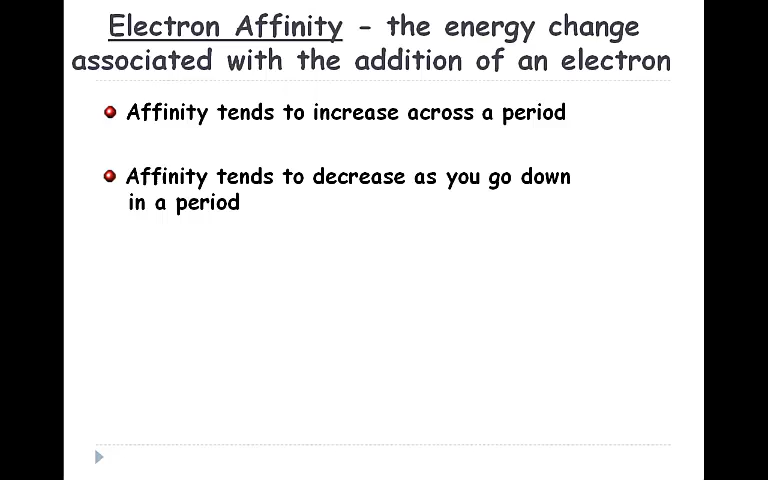 Electron Affinity - the energy change
associated with the addition of an electron
Affinity tends to increase across a period
Affinity tends to decrease as you go down
in a period